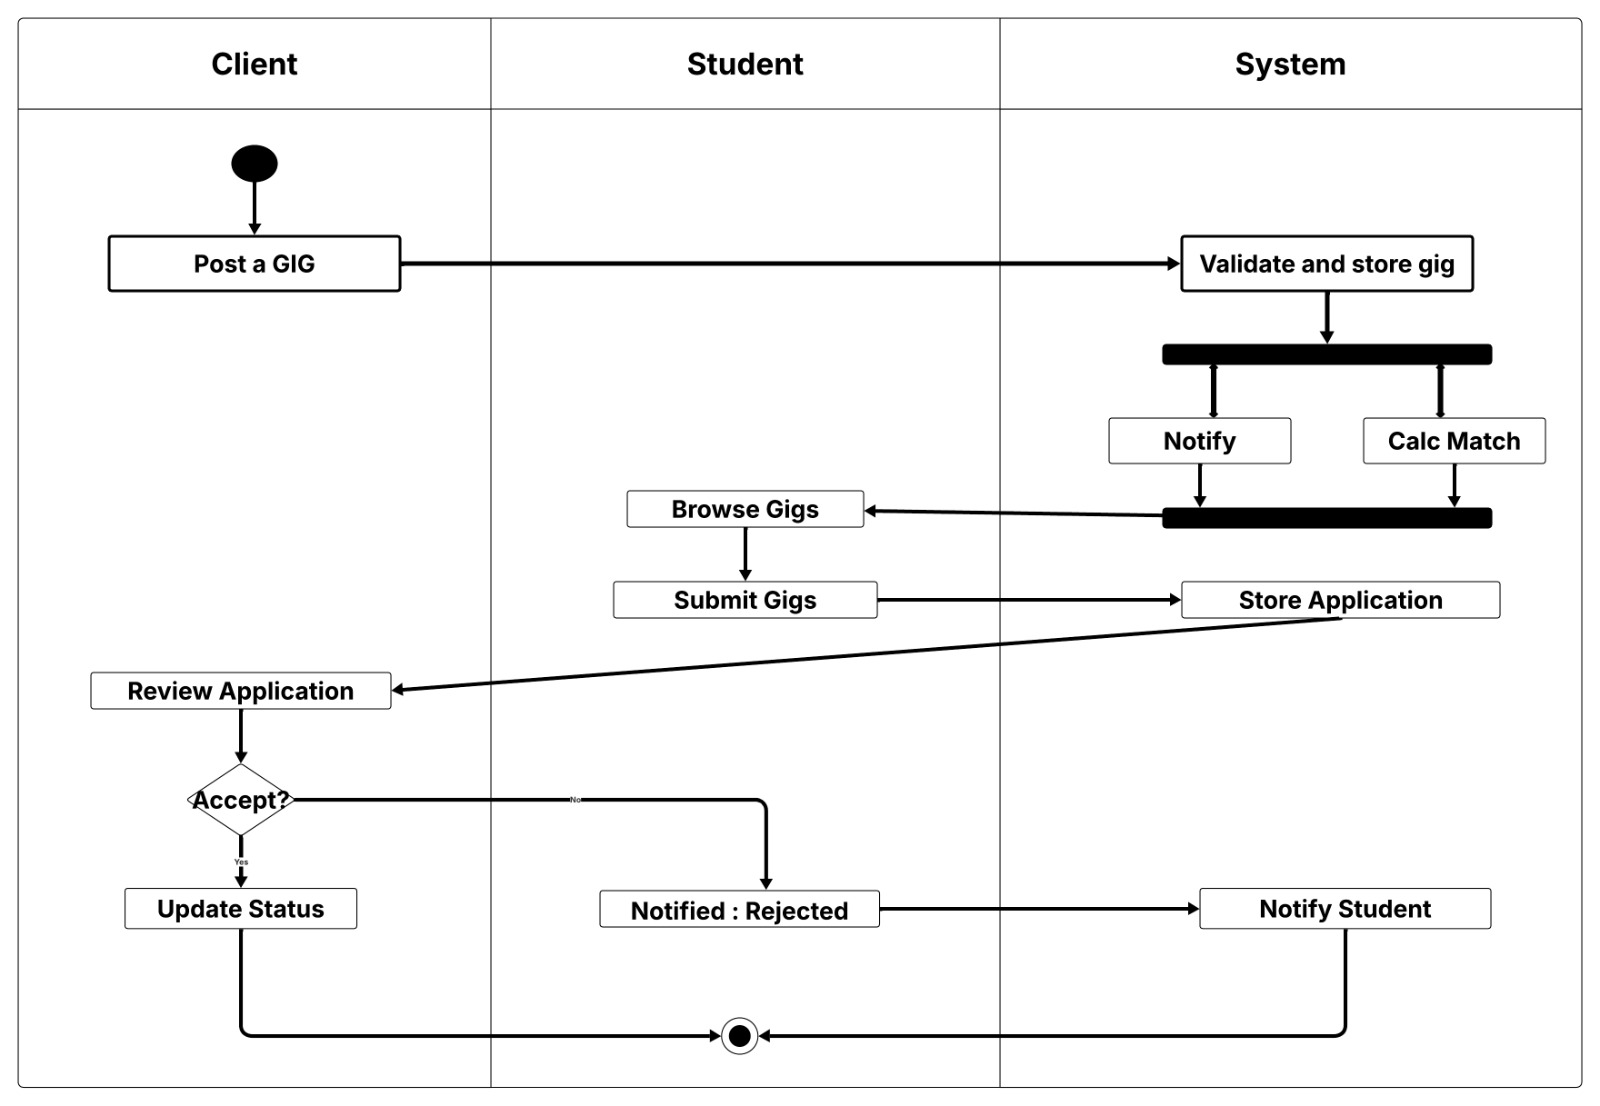 Client
Student
System
Post a GIG
Validate and store gig
Notify
Calc Match
Browse Gigs
Submit Gigs
Store Application
Review Application
Accept?
No
Yes
Update Status
Notified : Rejected
Notify Student